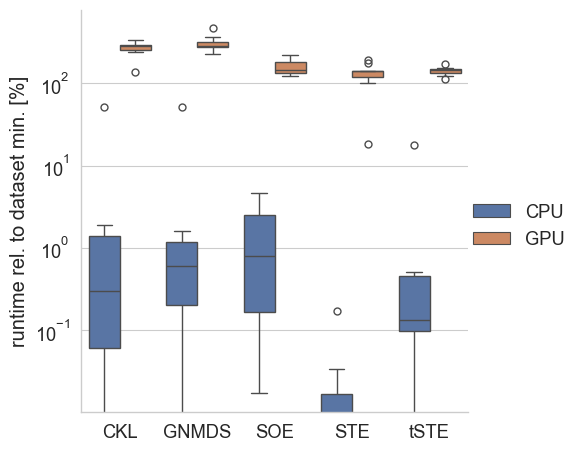 runtime rel. to dataset min. [%]
10²
10¹
10⁰
10⁻¹
CKL GNMDS SOE STE tSTE
CPU
GPU